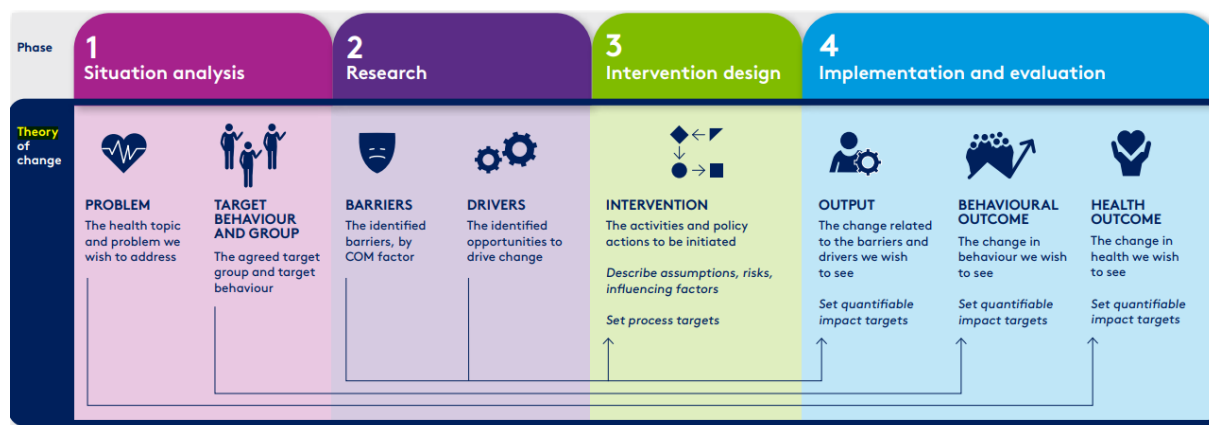 Phase
1
Situation analysis
2
Research
3
Intervention design
4
Implementation and evaluation
Theory
of
change
PROBLEM
The health topic
and problem we
wish to address
TARGET
BEHAVIOUR
AND GROUP
The agreed target
group and target
behaviour
BARRIERS
The identified
barriers, by
COM factor
DRIVERS
The identified
opportunities to
drive change
INTERVENTION
The activities and policy
actions to be initiated
Describe assumptions, risks,
influencing factors
Set process targets
OUTPUT
The change related
to the barriers and
drivers we wish
to see
Set quantifiable
impact targets
BEHAVIOURAL
OUTCOME
The change in
behaviour we wish
to see
Set quantifiable
impact targets
HEALTH
OUTCOME
The change in
health we wish
to see
Set quantifiable
impact targets